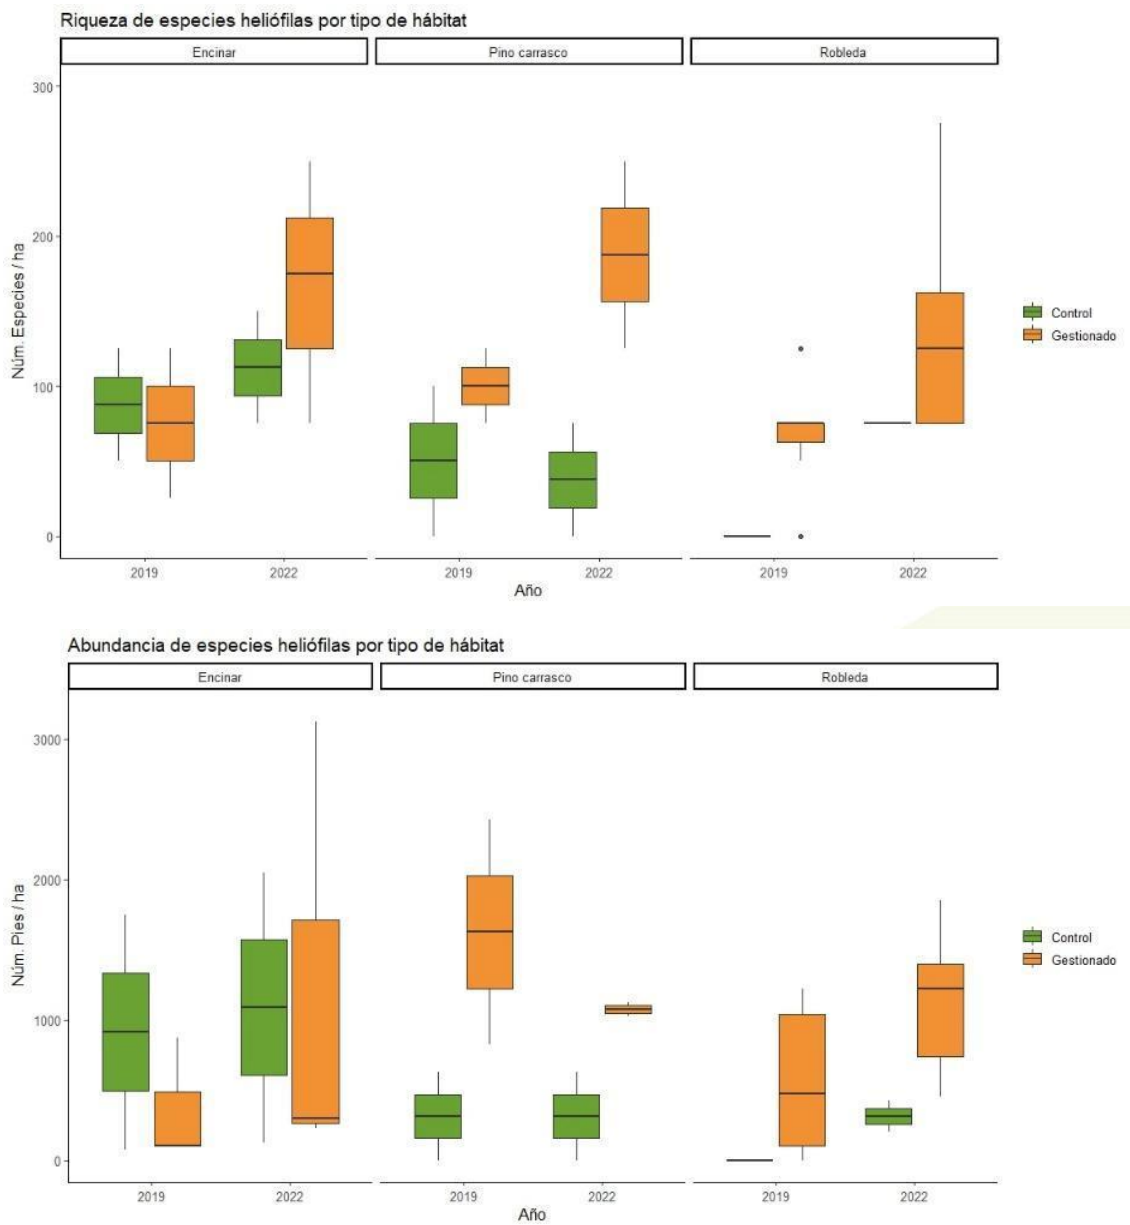 Riqueza de especies heliófilas por tipo de hábitat
Encinar
Pino carrasco
Robleda
300
200
100
0
Núm. Especies / ha
2019
2022
2019
2022
2019
2022
Año
Control
Gestionado
Abundancia de especies heliófilas por tipo de hábitat
Encinar
Pino carrasco
Robleda
3000
2000
1000
0
Núm. Pies / ha
2019
2022
2019
2022
2019
2022
Año
Control
Gestionado